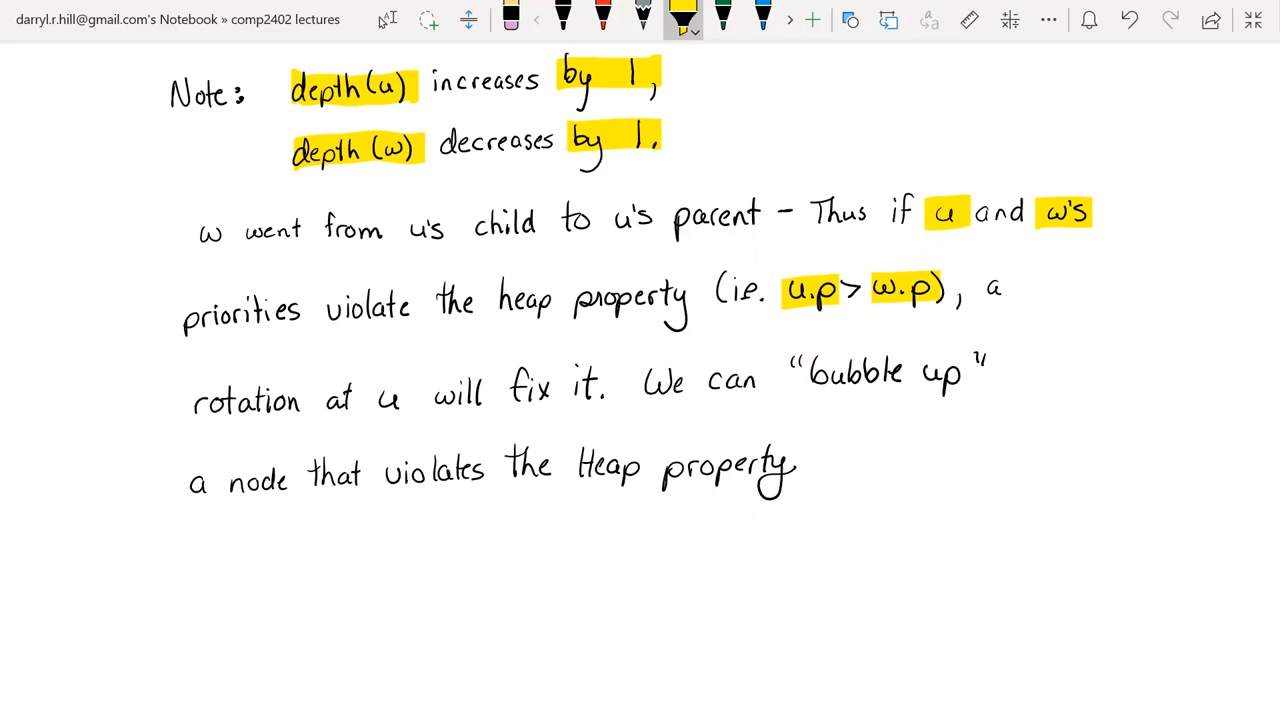 darryl.r.hill@gmail.com's Notebook » comp2402 lectures
Note: depth(u) increases by 1,
depth(w) decreases by 1.
w went from u's child to u's parent - Thus if u and w's
priorities violate the heap property (ie. u.p > w.p), a
rotation at u will fix it. We can "bubble up"
a node that violates the Heap property